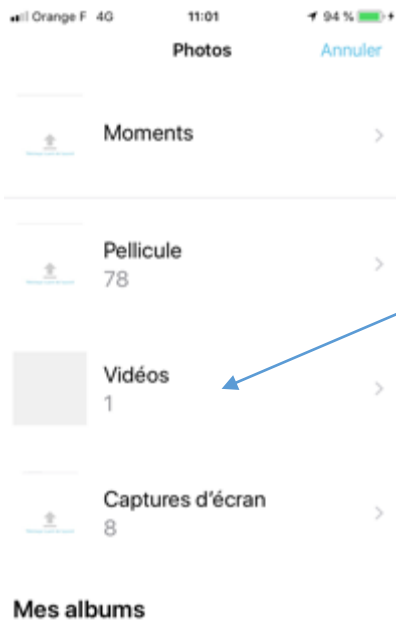 Orange F 4G 11:01 94 %
Photos Annuler
Moments
Pellicule
78
Vidéos
1
Captures d'écran
8
Mes albums